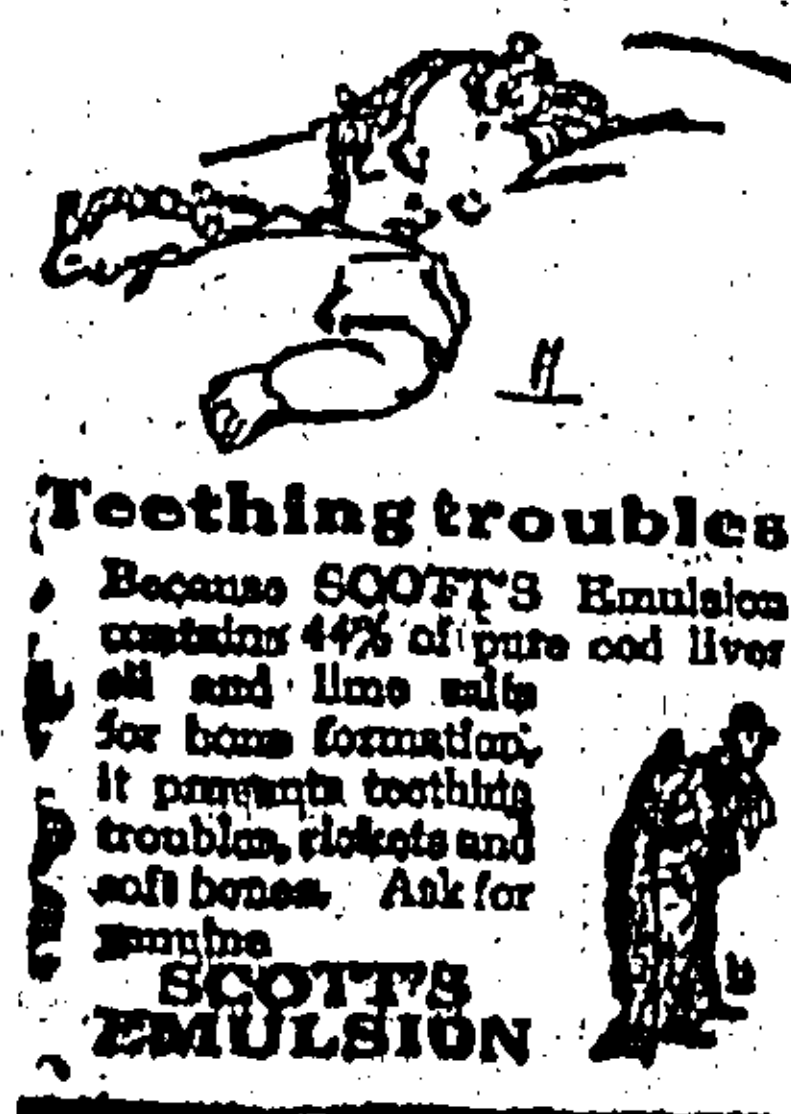 Teething troubles
Because SCOTT'S Emulsion
contains 44% of pure cod liver
oil and lime salts
for bone formation,
it prevents teething
troubles, rickets and
soft bones. Ask for
genuine
SCOTT'S
EMULSION